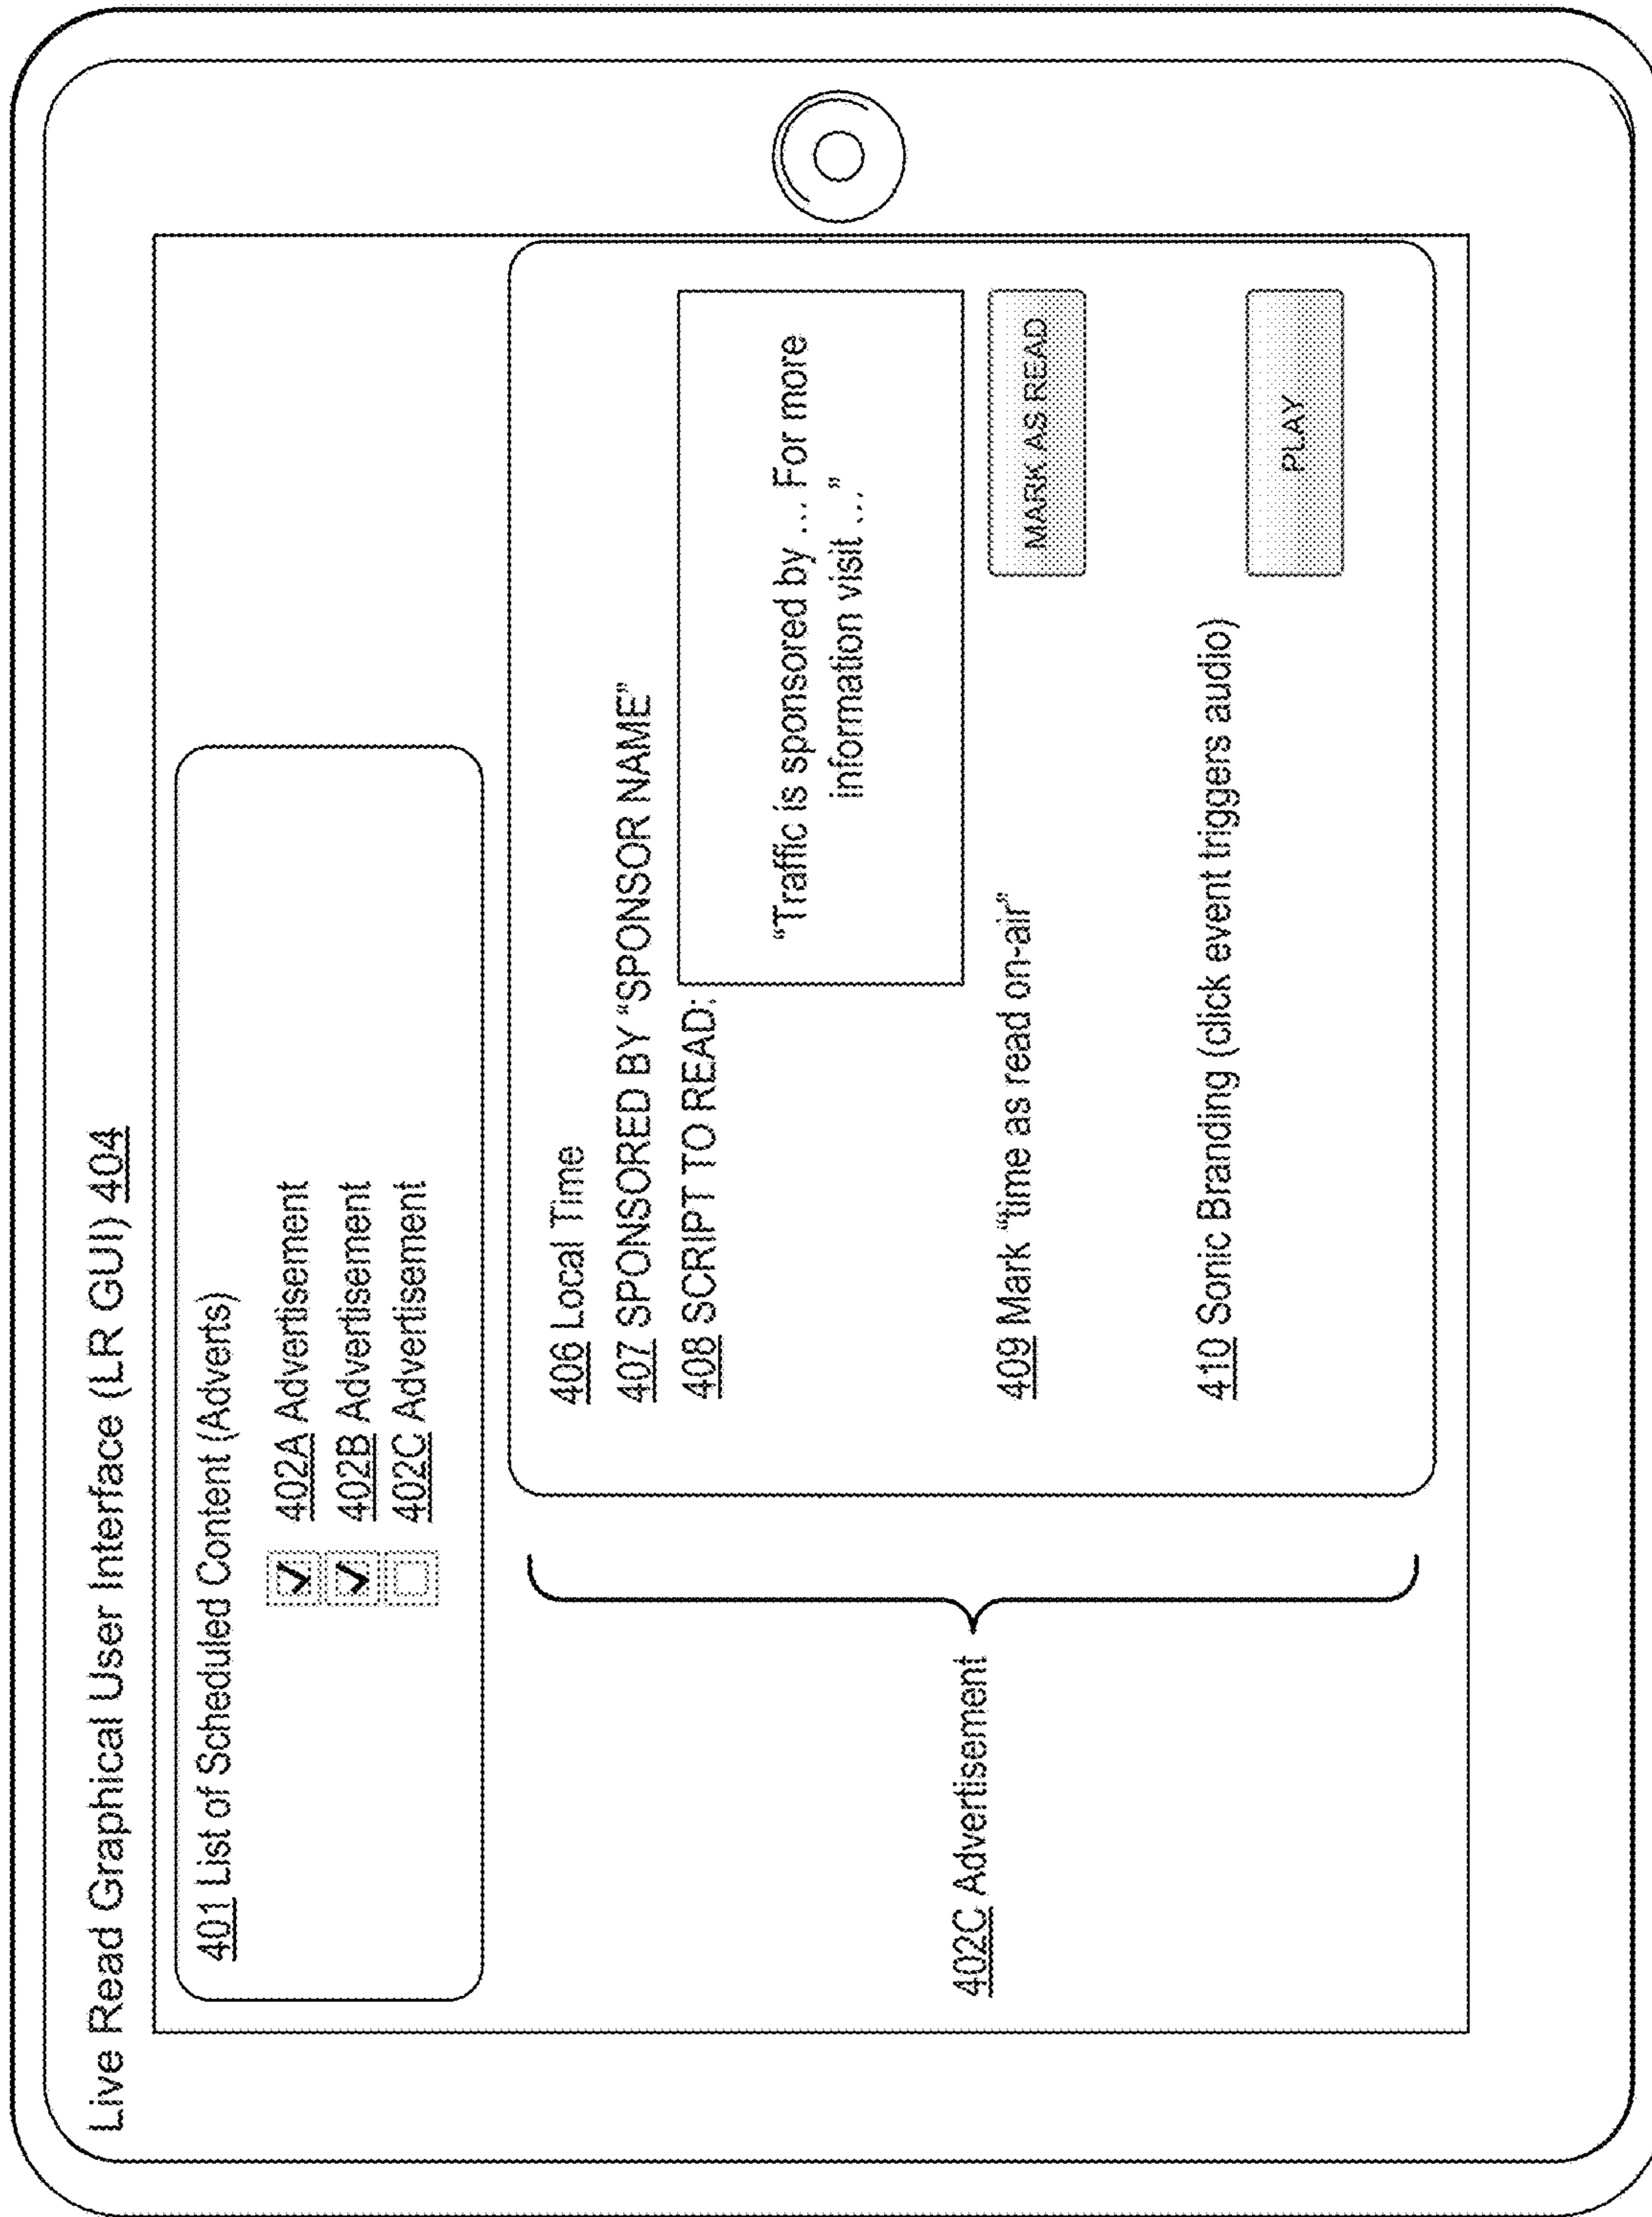 Live Read Graphical User Interface (LR GUI) 404
401 List of Scheduled Content (Adverts)
402A Advertisement
402B Advertisement
402C Advertisement
402C Advertisement
406 Local Time
407 SPONSORED BY "SPONSOR NAME"
408 SCRIPT TO READ:
“Traffic is sponsored by ... For more
information visit ...”
409 Mark “time as read on-air”
MARK AS READ
410 Sonic Branding (click event triggers audio)
PLAY